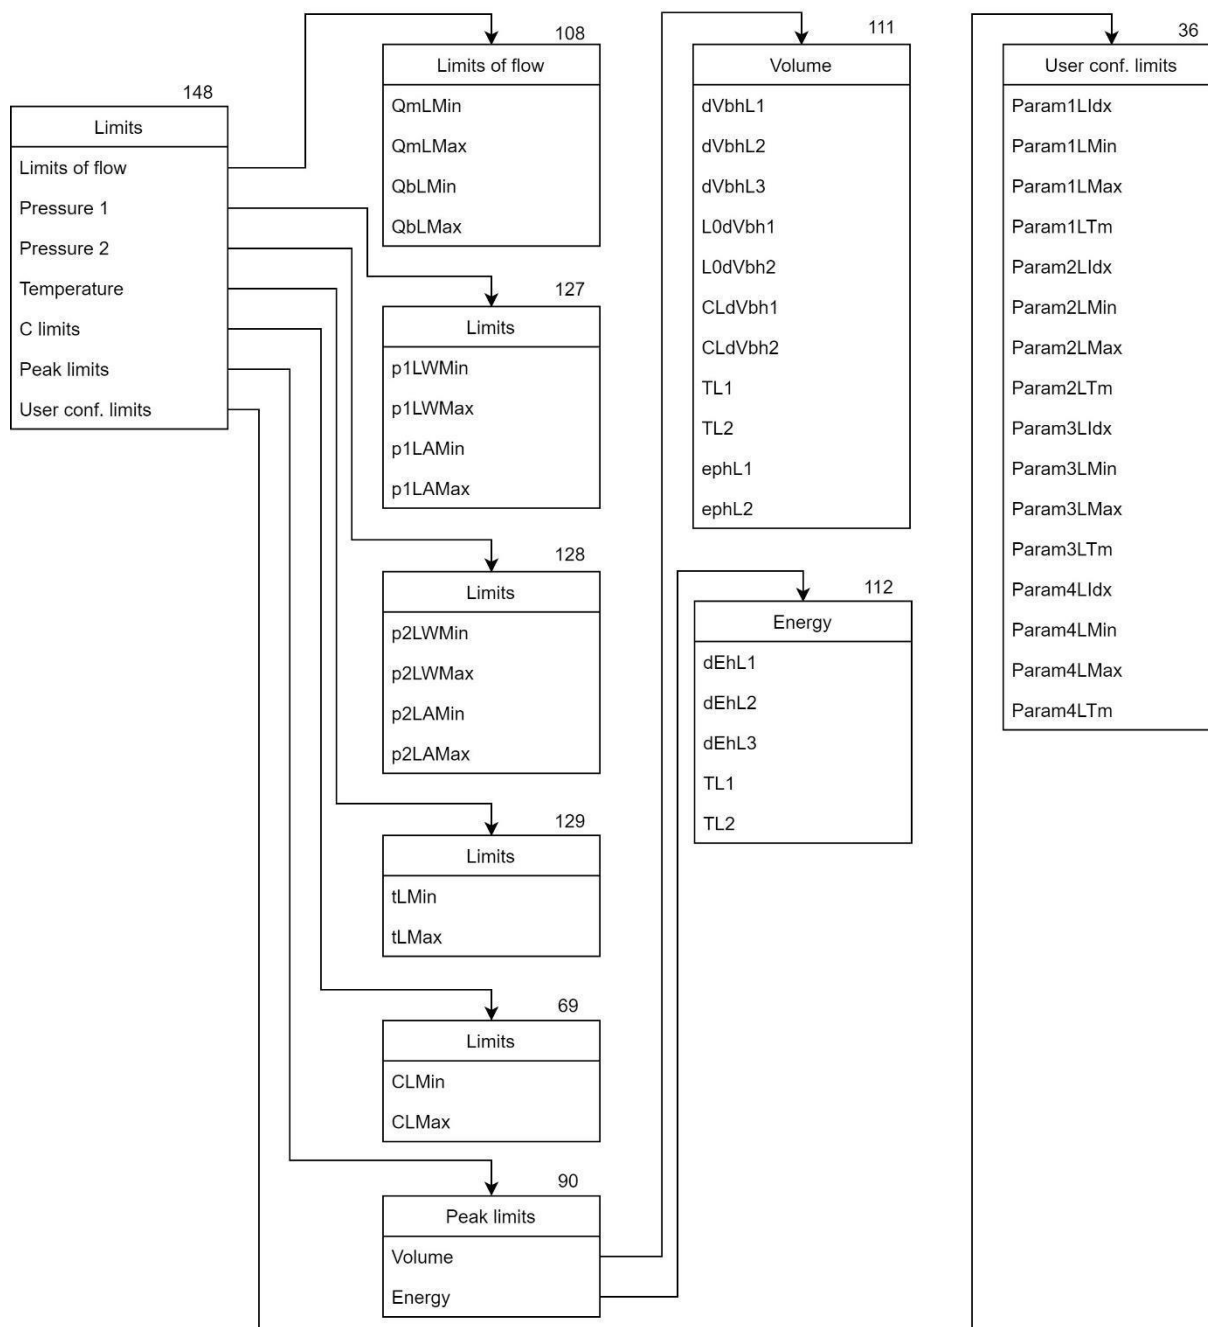 148
Limits
Limits of flow
Pressure 1
Pressure 2
Temperature
C limits
Peak limits
User conf. limits
108
Limits of flow
QmLMin
QmLMax
QbLMin
QbLMax
127
Limits
p1LWMin
p1LWMax
p1LAMin
p1LAMax
128
Limits
p2LWMin
p2LWMax
p2LAMin
p2LAMax
129
Limits
tLMin
tLMax
69
Limits
CLMin
CLMax
90
Peak limits
Volume
Energy
111
Volume
dVbhL1
dVbhL2
dVbhL3
L0dVbh1
L0dVbh2
CLdVbh1
CLdVbh2
TL1
TL2
ephL1
ephL2
112
Energy
dEhL1
dEhL2
dEhL3
TL1
TL2
36
User conf. limits
Param1LIdx
Param1LMin
Param1LMax
Param1LTm
Param2LIdx
Param2LMin
Param2LMax
Param2LTm
Param3LIdx
Param3LMin
Param3LMax
Param3LTm
Param4LIdx
Param4LMin
Param4LMax
Param4LTm